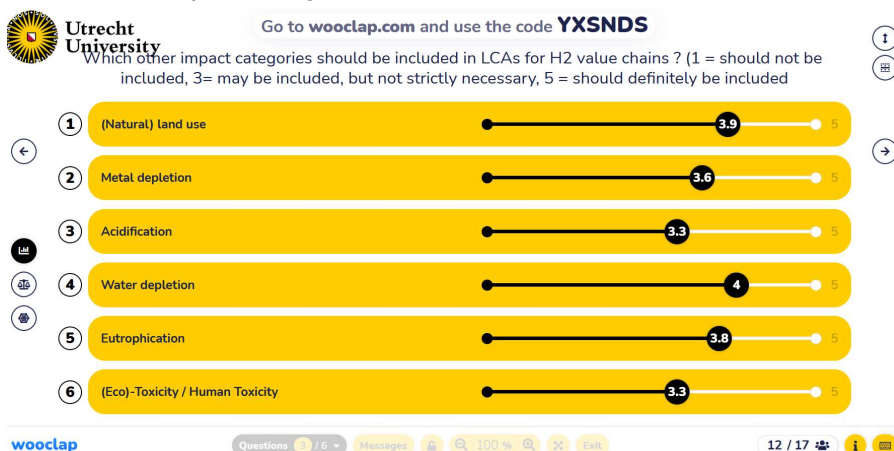 Utrecht
University
Go to wooclap.com and use the code YXSNDS
Which other impact categories should be included in LCAs for H2 value chains ? (1 = should not be
included, 3= may be included, but not strictly necessary, 5 = should definitely be included
1 (Natural) land use 3.9 5
2 Metal depletion 3.6 5
3 Acidification 3.3 5
4 Water depletion 4 5
5 Eutrophication 3.8 5
6 (Eco)-Toxicity / Human Toxicity 3.3 5
wooclap Questions 3 / 6 Messages 100 % Exit 12 / 17 i